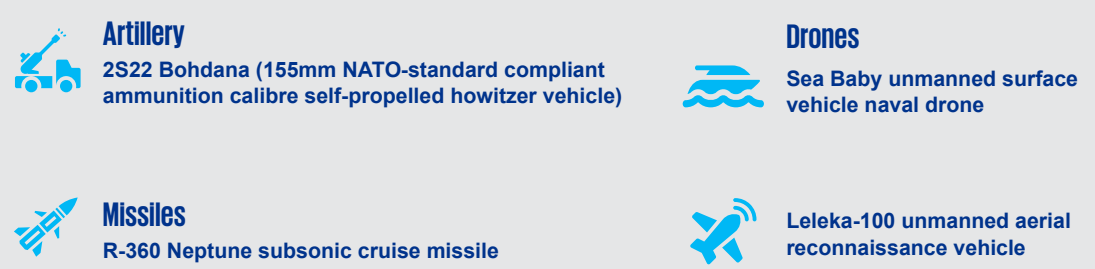 Artillery
2S22 Bohdana (155mm NATO-standard compliant
ammunition calibre self-propelled howitzer vehicle)
Missiles
R-360 Neptune subsonic cruise missile
Drones
Sea Baby unmanned surface
vehicle naval drone
Leleka-100 unmanned aerial
reconnaissance vehicle